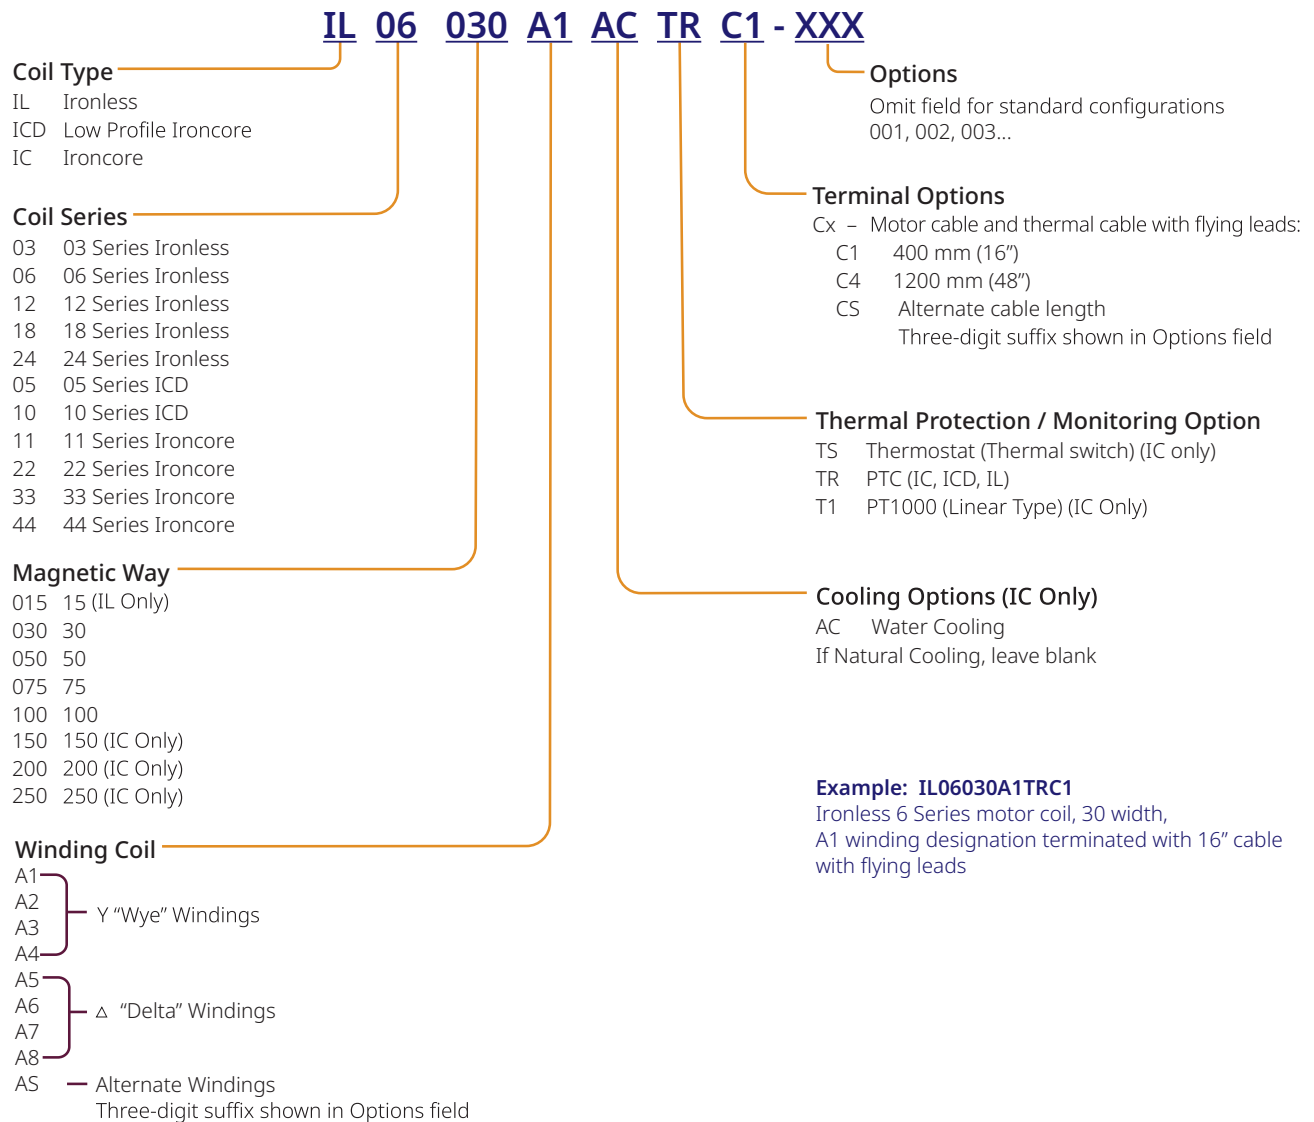 IL 06 030 A1 AC TR C1 - XXX
Coil Type
IL Ironless
ICD Low Profile Ironcore
IC Ironcore
Coil Series
03 03 Series Ironless
06 06 Series Ironless
12 12 Series Ironless
18 18 Series Ironless
24 24 Series Ironless
05 05 Series ICD
10 10 Series ICD
11 11 Series Ironcore
22 22 Series Ironcore
33 33 Series Ironcore
44 44 Series Ironcore
Magnetic Way
015 15 (IL Only)
030 30
050 50
075 75
100 100
150 150 (IC Only)
200 200 (IC Only)
250 250 (IC Only)
Winding Coil
A1
A2
A3
A4
Y “Wye” Windings
A5
A6
A7
A8
△ “Delta” Windings
AS Alternate Windings
Three-digit suffix shown in Options field
Options
Omit field for standard configurations
001, 002, 003...
Terminal Options
Cx – Motor cable and thermal cable with flying leads:
C1 400 mm (16”)
C4 1200 mm (48”)
CS Alternate cable length
Three-digit suffix shown in Options field
Thermal Protection / Monitoring Option
TS Thermostat (Thermal switch) (IC only)
TR PTC (IC, ICD, IL)
T1 PT1000 (Linear Type) (IC Only)
Cooling Options (IC Only)
AC Water Cooling
If Natural Cooling, leave blank
Example: IL06030A1TRC1
Ironless 6 Series motor coil, 30 width,
A1 winding designation terminated with 16” cable
with flying leads